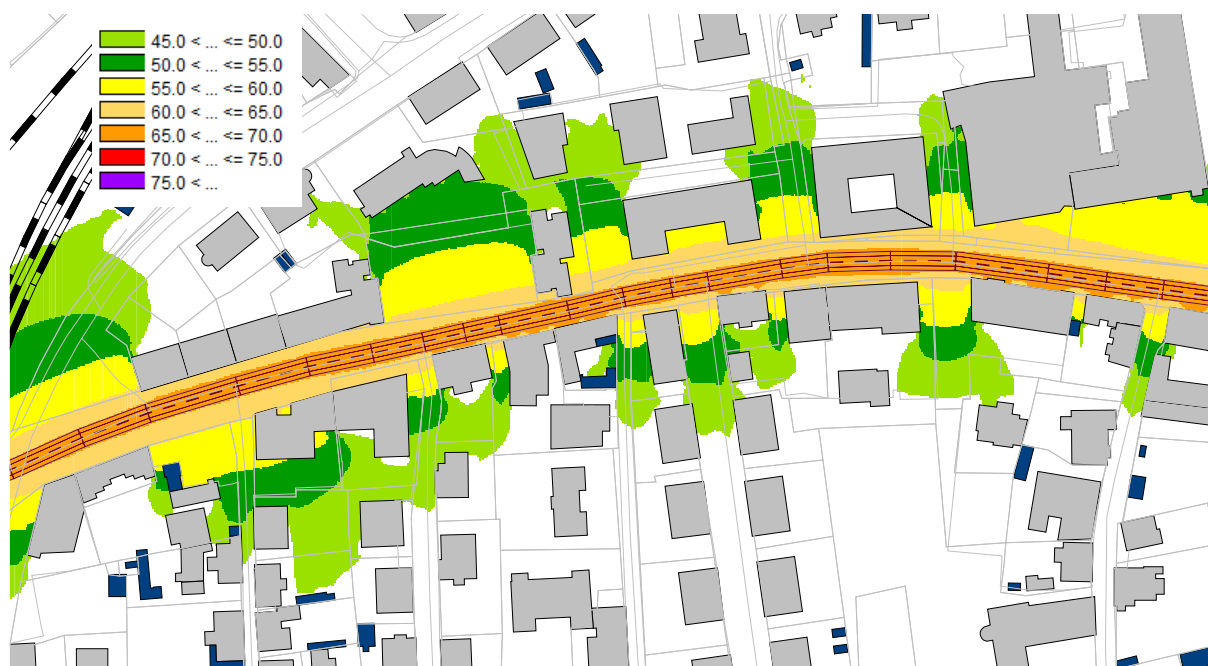 45.0 < ... <= 50.0
50.0 < ... <= 55.0
55.0 < ... <= 60.0
60.0 < ... <= 65.0
65.0 < ... <= 70.0
70.0 < ... <= 75.0
75.0 < ...